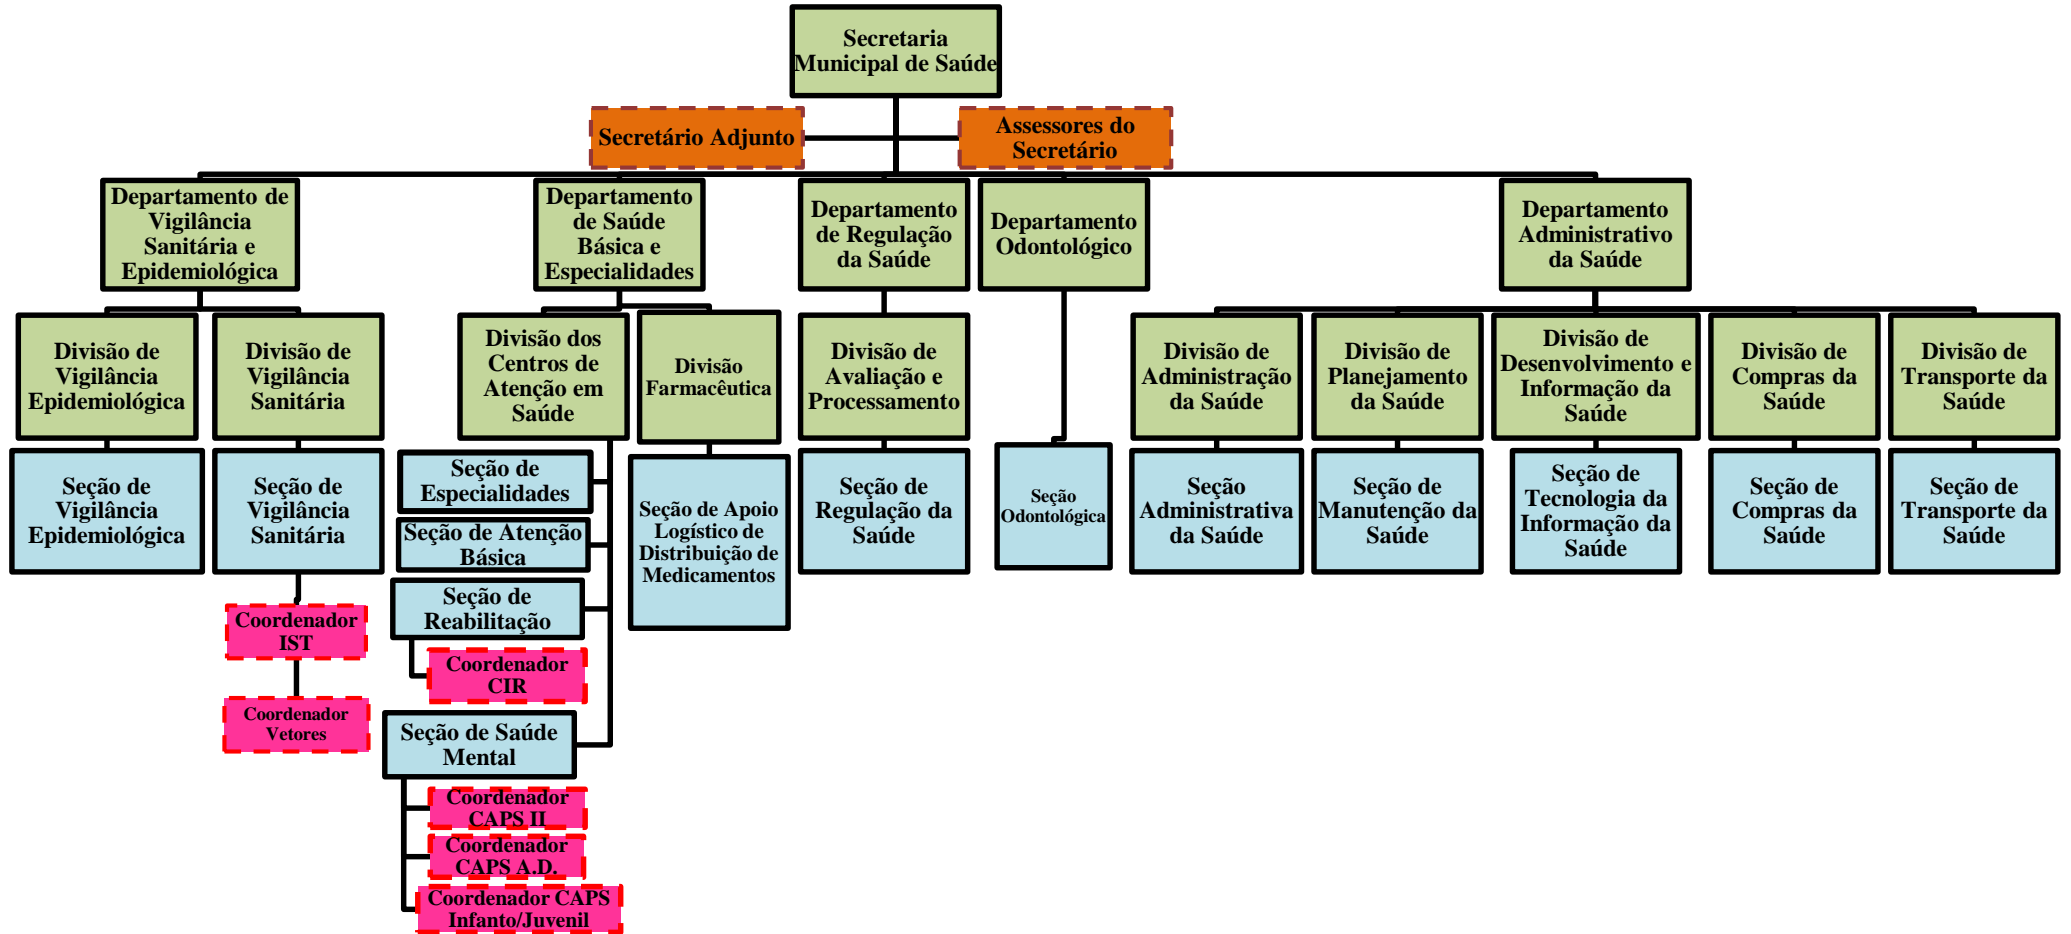 Secretaria
Municipal de Saúde
Secretário Adjunto
Assessores do
Secretário
Departamento de
Vigilância
Sanitária e
Epidemiológica
Departamento
de Saúde
Básica e
Especialidades
Departamento
de Regulação
da Saúde
Departamento
Odontológico
Departamento
Administrativo
da Saúde
Divisão de
Vigilância
Epidemiológica
Divisão de
Vigilância
Sanitária
Divisão dos
Centros de
Atenção em
Saúde
Divisão
Farmacêutica
Divisão de
Avaliação e
Processamento
Divisão de
Administração
da Saúde
Divisão de
Planejamento
da Saúde
Divisão de
Desenvolvimento e
Informação da
Saúde
Divisão de
Compras da
Saúde
Divisão de
Transporte da
Saúde
Seção de
Vigilância
Epidemiológica
Seção de
Vigilância
Sanitária
Seção de
Especialidades
Seção de Atenção
Básica
Seção de
Reabilitação
Coordenador
CIR
Seção de Saúde
Mental
Coordenador
CAPS II
Coordenador
CAPS A.D.
Coordenador CAPS
Infanto/Juvenil
Seção de Apoio
Logístico de
Distribuição de
Medicamentos
Seção de
Regulação da
Saúde
Seção
Odontológica
Seção
Administrativa
da Saúde
Seção de
Manutenção da
Saúde
Seção de
Tecnologia da
Informação da
Saúde
Seção de
Compras da
Saúde
Seção de
Transporte da
Saúde
Coordenador
IST
Coordenador
Vetores